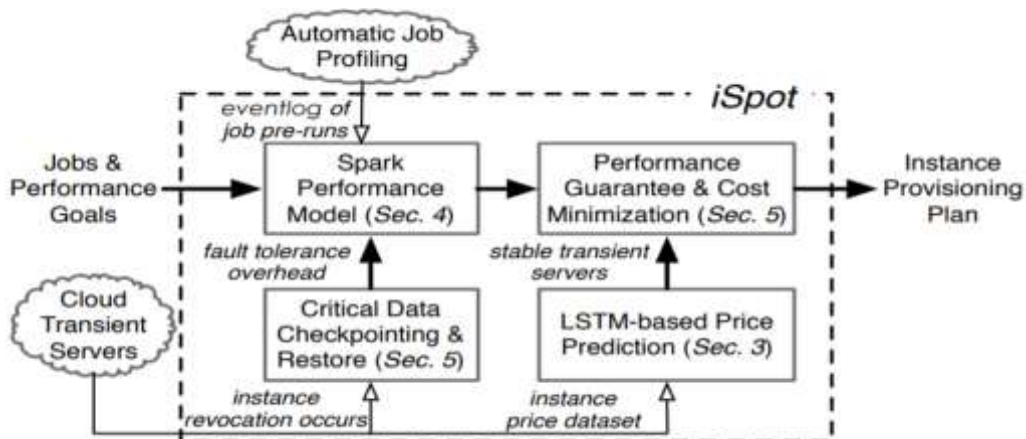 Automatic Job
Profiling
iSpot
eventlog of
job pre-runs
Jobs &
Performance
Goals
Spark
Performance
Model (Sec. 4)
Performance
Guarantee & Cost
Minimization (Sec. 5)
Instance
Provisioning
Plan
fault tolerance
overhead
stable transient
servers
Cloud
Transient
Servers
Critical Data
Checkpointing &
Restore (Sec. 5)
LSTM-based Price
Prediction (Sec. 3)
instance
revocation occurs
instance
price dataset